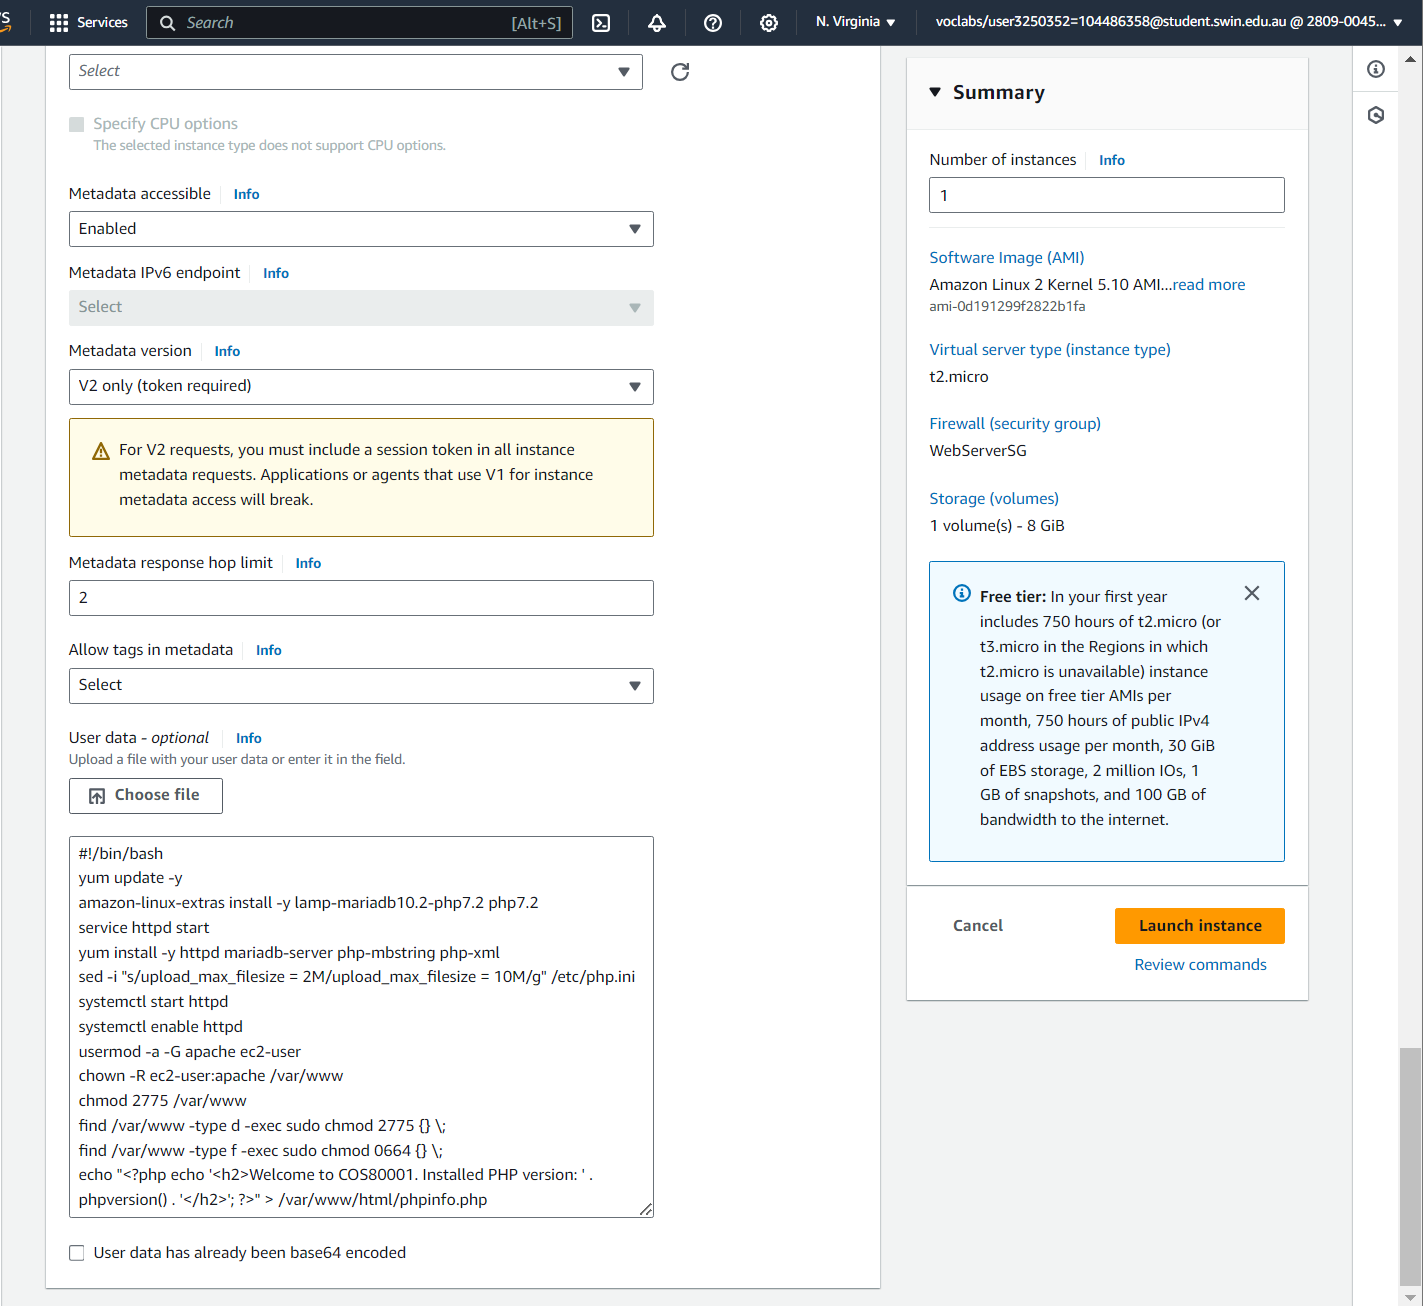 Services
Search
[Alt+S]
N. Virginia
voclabs/user3250352=104486358@student.swin.edu.au @ 2809-0045...
Select
Specify CPU options
The selected instance type does not support CPU options.
Metadata accessible
Info
Enabled
Metadata IPv6 endpoint
Info
Select
Metadata version
Info
V2 only (token required)
For V2 requests, you must include a session token in all instance
metadata requests. Applications or agents that use V1 for instance
metadata access will break.
Metadata response hop limit
Info
2
Allow tags in metadata
Info
Select
User data - optional
Info
Upload a file with your user data or enter it in the field.
Choose file
#!/bin/bash
yum update -y
amazon-linux-extras install -y lamp-mariadb10.2-php7.2 php7.2
service httpd start
yum install -y httpd mariadb-server php-mbstring php-xml
sed -i "s/upload_max_filesize = 2M/upload_max_filesize = 10M/g" /etc/php.ini
systemctl start httpd
systemctl enable httpd
usermod -a -G apache ec2-user
chown -R ec2-user:apache /var/www
chmod 2775 /var/www
find /var/www -type d -exec sudo chmod 2775 {} \;
find /var/www -type f -exec sudo chmod 0664 {} \;
echo "<?php echo '<h2>Welcome to COS80001. Installed PHP version: ' .
phpversion() . '</h2>'; ?>" > /var/www/html/phpinfo.php
User data has already been base64 encoded
Summary
Number of instances
Info
1
Software Image (AMI)
Amazon Linux 2 Kernel 5.10 AMI...read more
ami-0d191299f2822b1fa
Virtual server type (instance type)
t2.micro
Firewall (security group)
WebServerSG
Storage (volumes)
1 volume(s) - 8 GiB
Free tier: In your first year
includes 750 hours of t2.micro (or
t3.micro in the Regions in which
t2.micro is unavailable) instance
usage on free tier AMIs per
month, 750 hours of public IPv4
address usage per month, 30 GiB
of EBS storage, 2 million IOs, 1
GB of snapshots, and 100 GB of
bandwidth to the internet.
Cancel
Launch instance
Review commands